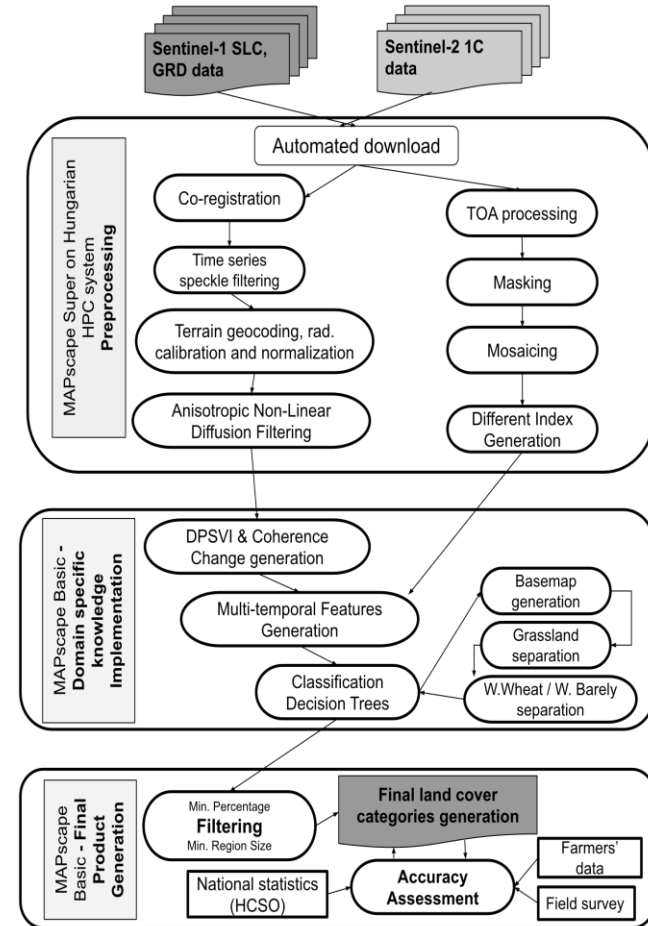 Sentinel-1 SLC,
GRD data
Sentinel-2 1C
data
MAPscape Super on Hungarian
HPC system
Preprocessing
Automated download
Co-registration
Time series
speckle filtering
Terrain geocoding, rad.
calibration and normalization
Anisotropic Non-Linear
Diffusion Filtering
TOA processing
Masking
Mosaicing
Different Index
Generation
MAPscape Basic -
Domain specific
knowledge
Implementation
DPSVI & Coherence
Change generation
Multi-temporal Features
Generation
Classification
Decision Trees
Basemap
generation
Grassland
separation
W.Wheat / W. Barely
separation
MAPscape
Basic - Final
Product
Generation
Min. Percentage
Filtering
Min. Region Size
Final land cover
categories generation
National statistics
(HCSO)
Accuracy
Assessment
Farmers'
data
Field survey